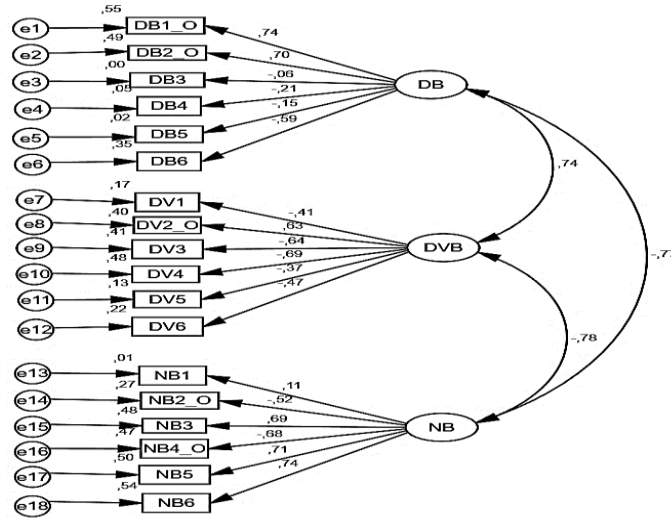 ,55
e1 DB1_O ,74
,49
e2 DB2_O ,70
,00
e3 DB3 -,06
,05
e4 DB4 -,21
,02
e5 DB5 -,15
,35
e6 DB6 -,59
DB
,74
,17
e7 DV1 -,41
,40
e8 DV2_O ,63
,41
e9 DV3 -,64
,48
e10 DV4 -,69
,13
e11 DV5 -,37
,22
e12 DV6 -,47
DVB
-,77
-,78
,01
e13 NB1 ,11
,27
e14 NB2_O -,52
,48
e15 NB3 ,69
,47
e16 NB4_O -,68
,50
e17 NB5 ,71
,54
e18 NB6 ,74
NB